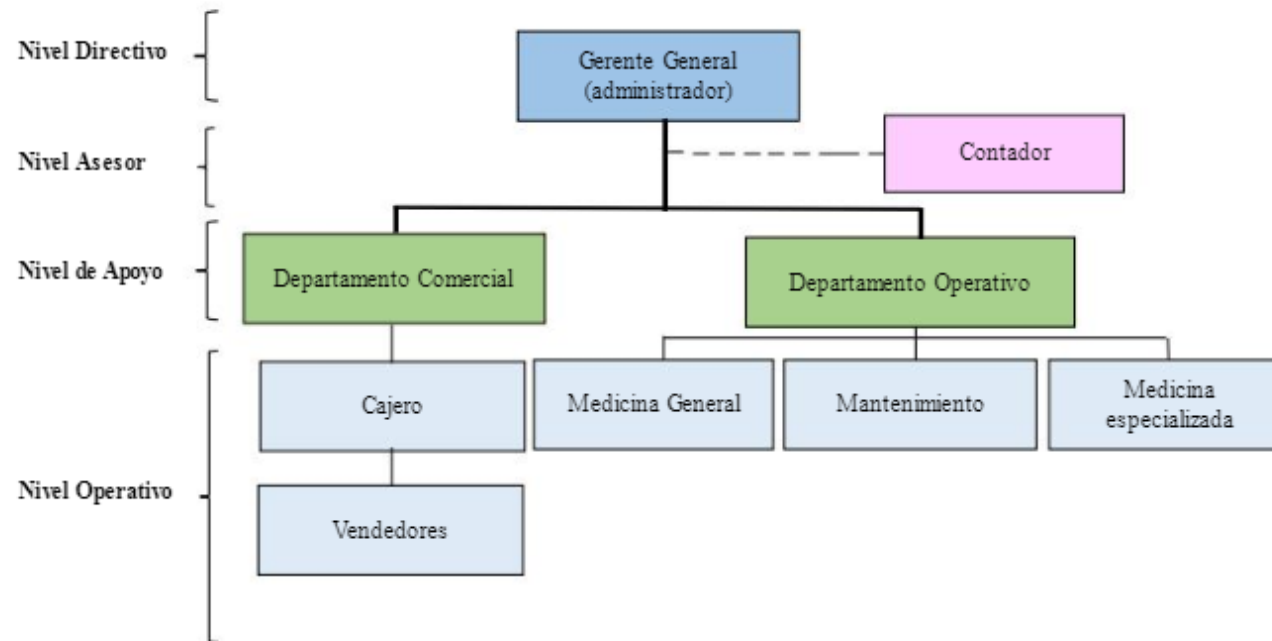 Nivel Directivo
Gerente General
(administrador)
Nivel Asesor
Contador
Nivel de Apoyo
Departamento Comercial
Departamento Operativo
Nivel Operativo
Cajero
Medicina General
Mantenimiento
Medicina
especializada
Vendedores